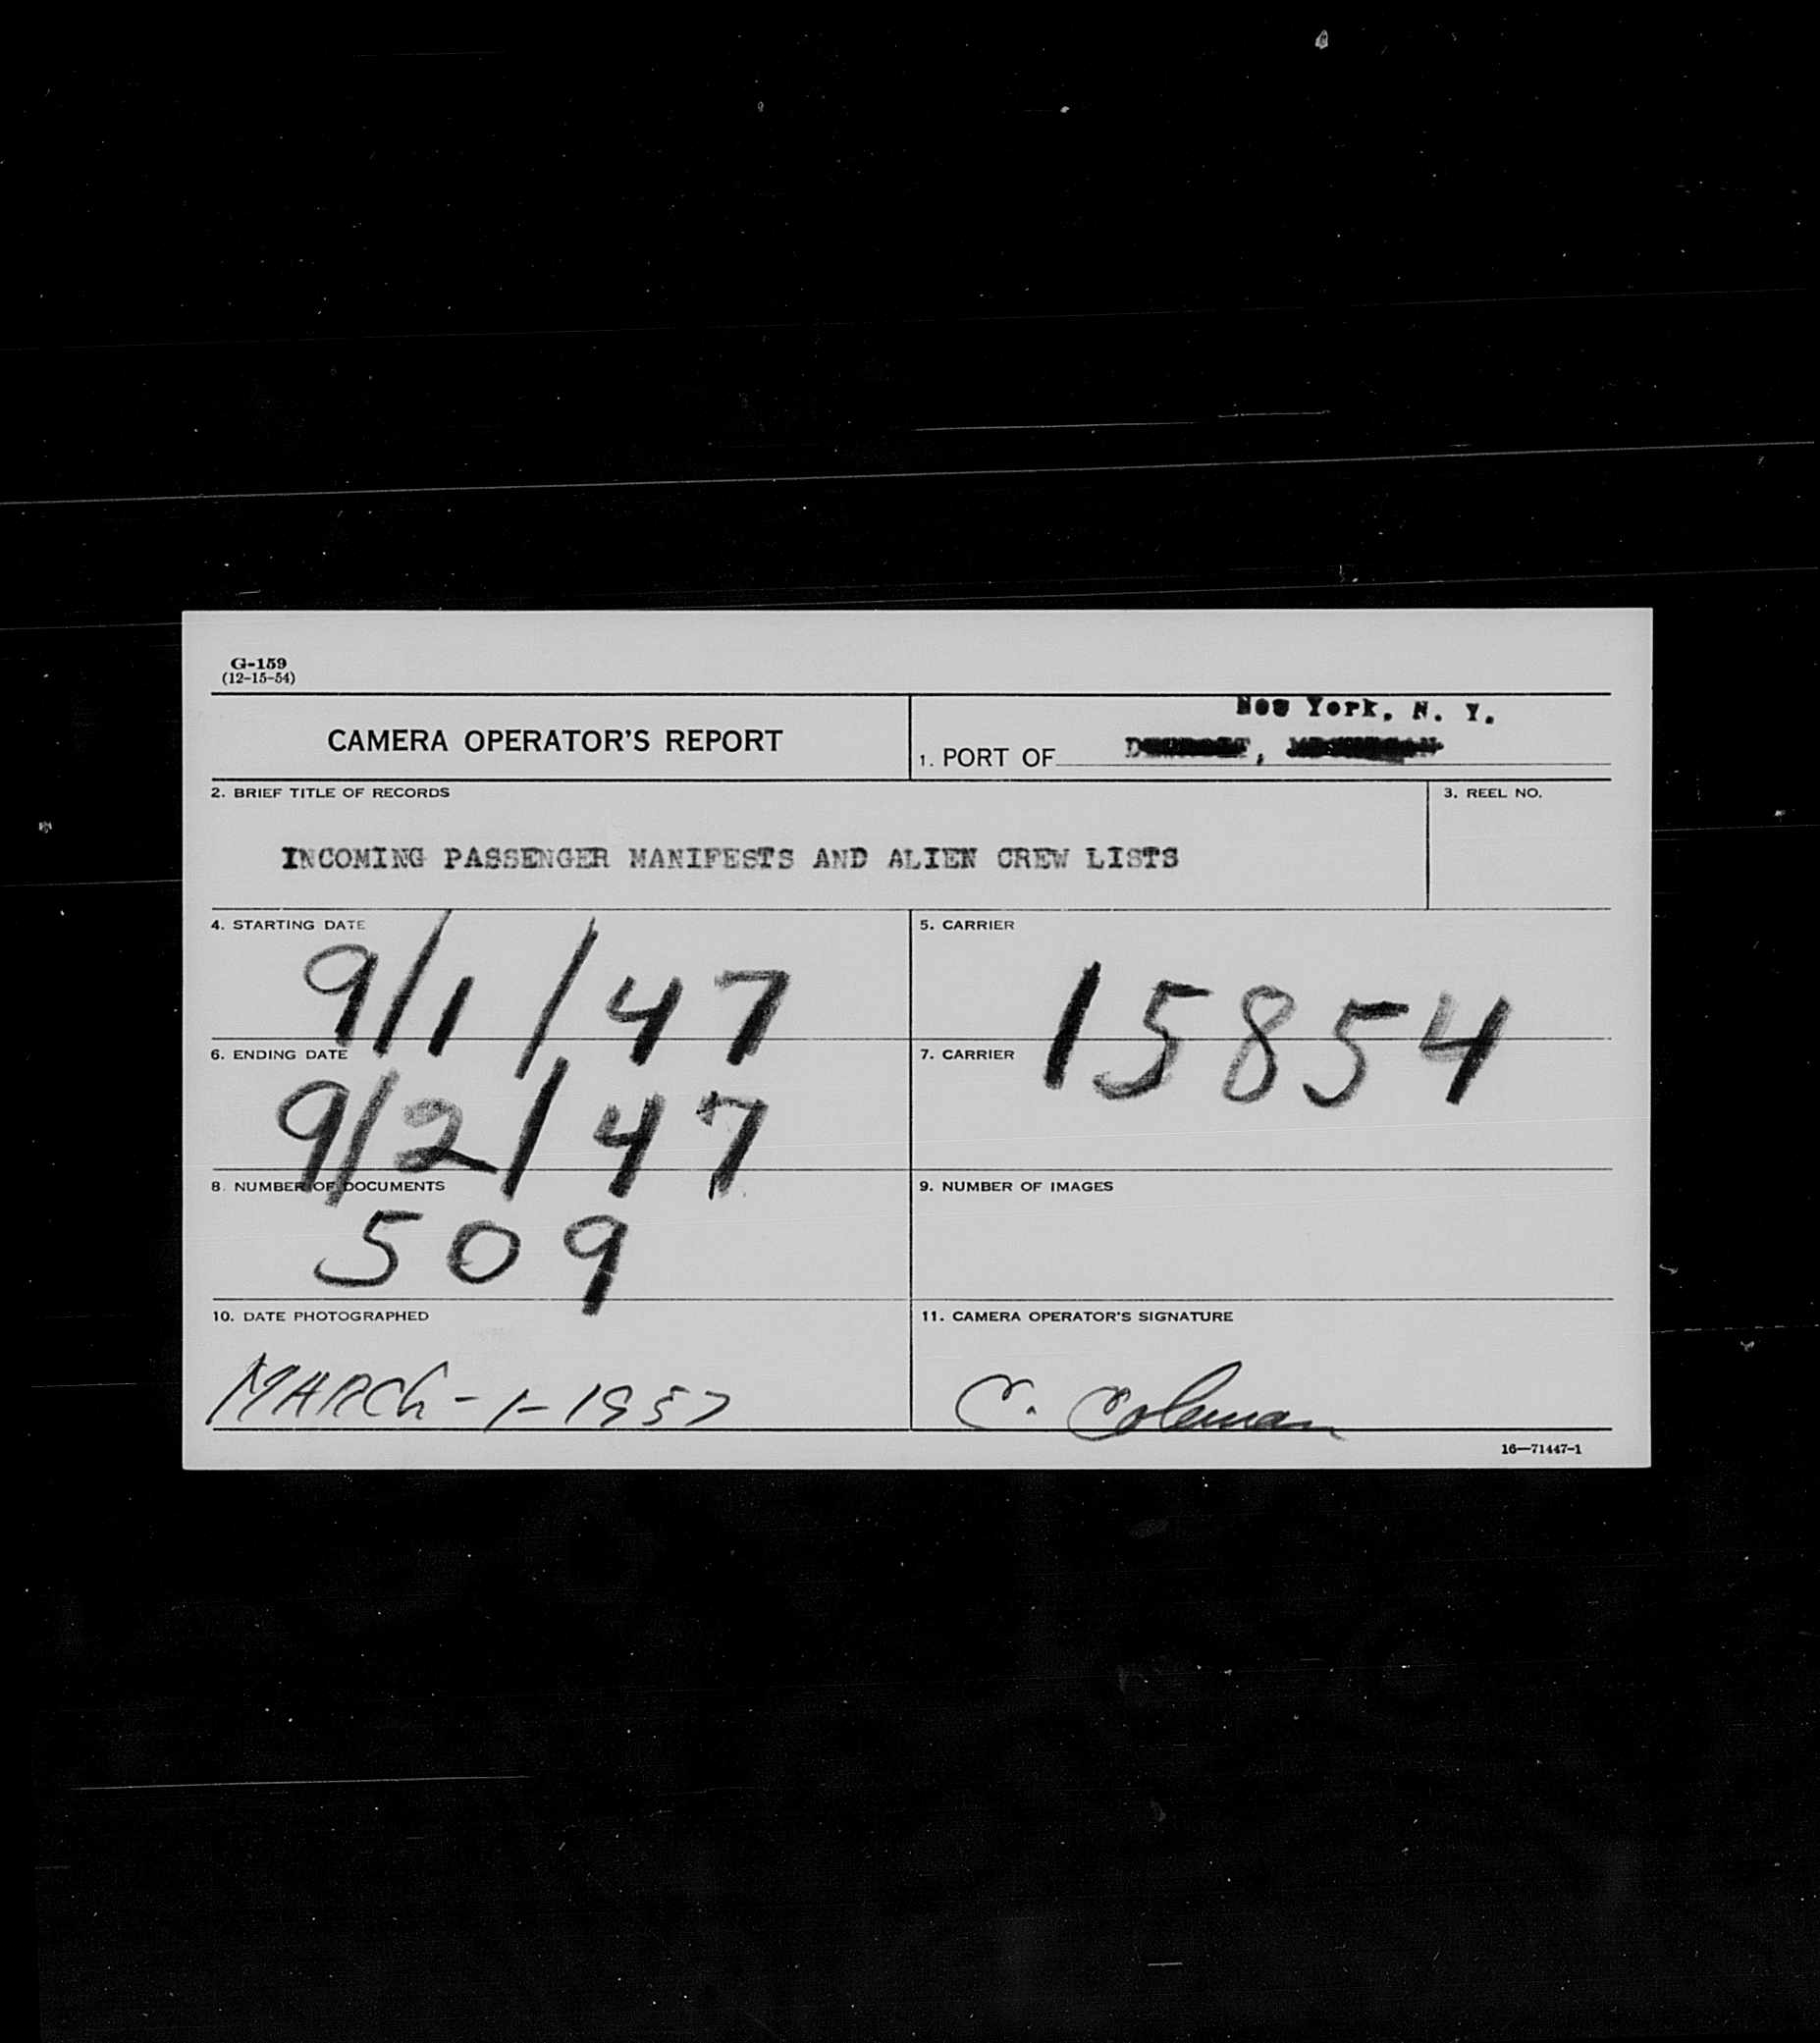 G-159
(12-15-54)
CAMERA OPERATOR'S REPORT
New York, N. Y.
1. PORT OF
2. BRIEF TITLE OF RECORDS
3. REEL NO.
INCOMING PASSENGER MANIFESTS AND ALIEN CREW LISTS
4. STARTING DATE
9/1/47
5. CARRIER
15854
6. ENDING DATE
9/2/47
7. CARRIER
8. NUMBER OF DOCUMENTS
509
9. NUMBER OF IMAGES
10. DATE PHOTOGRAPHED
MARCh-1-1957
11. CAMERA OPERATOR'S SIGNATURE
C. Coleman
16—71447-1